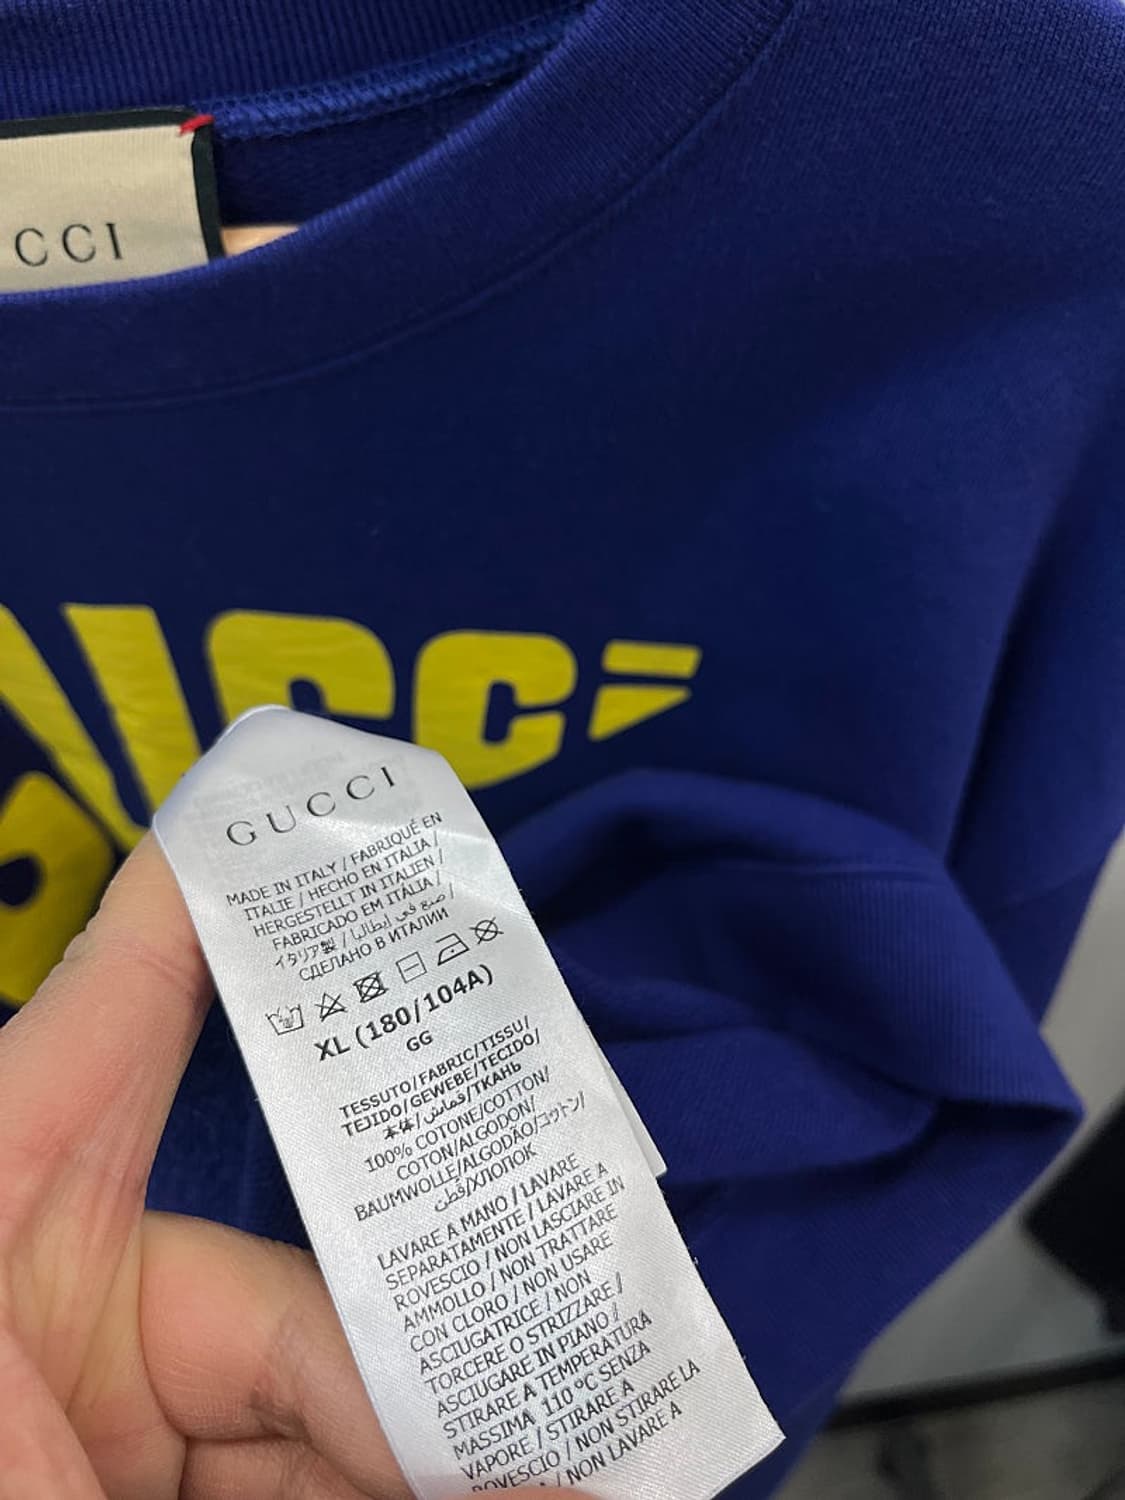 CCI
GUCCI
MADE IN ITALY / FABRIQUÉ EN
ITALIE / HECHO EN ITALIA /
HERGESTELLT IN ITALIEN /
FABRICADO EM ITÁLIA /
イタリア製 / صنع في إيطاليا /
СДЕЛАНО В ИТАЛИИ
XL (180/104A)
GG
TESSUTO/FABRIC/TISSU/
TEJIDO/GEWEBE/TECIDO/
本体/قماش/ТКАНЬ
100% COTONE/COTTON/
COTON/ALGODON/
BAUMWOLLE/ALGODÃO/コットン/
قطن/ХЛОПОК
LAVARE A MANO / LAVARE
SEPARATAMENTE / LAVARE A
ROVESCIO / NON LASCIARE IN
AMMOLLO / NON TRATTARE
CON CLORO / NON USARE
ASCIUGATRICE / NON
TORCERE O STRIZZARE /
ASCIUGARE IN PIANO /
STIRARE A TEMPERATURA
MASSIMA 110 °C SENZA
VAPORE / STIRARE A
ROVESCIO / NON STIRARE LA
/ NON LAVARE A